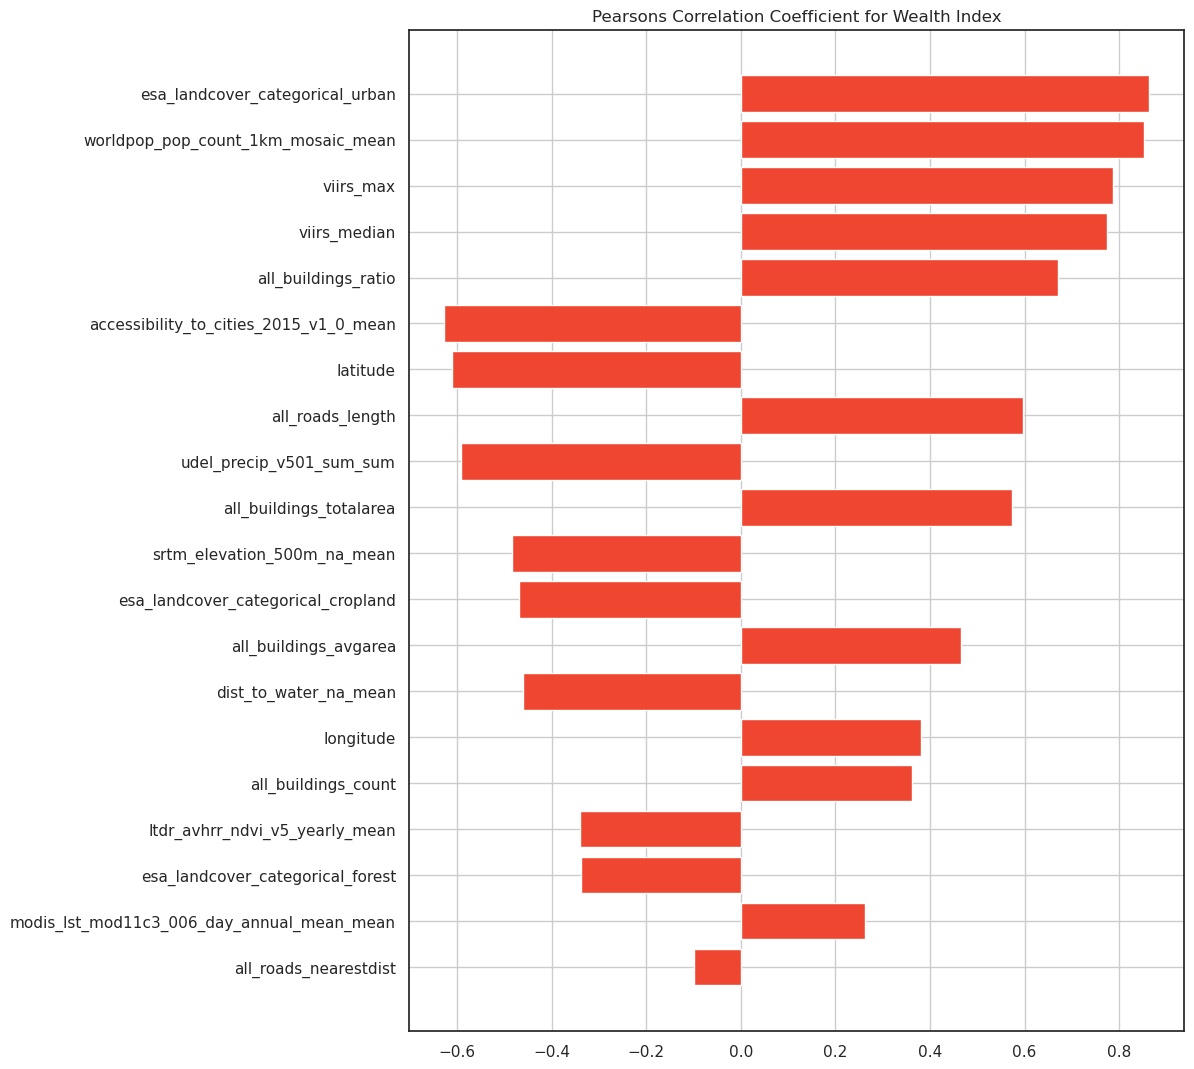 Pearsons Correlation Coefficient for Wealth Index
esa_landcover_categorical_urban
worldpop_pop_count_1km_mosaic_mean
viirs_max
viirs_median
all_buildings_ratio
accessibility_to_cities_2015_v1_0_mean
latitude
all_roads_length
udel_precip_v501_sum_sum
all_buildings_totalarea
srtm_elevation_500m_na_mean
esa_landcover_categorical_cropland
all_buildings_avgarea
dist_to_water_na_mean
longitude
all_buildings_count
ltdr_avhrr_ndvi_v5_yearly_mean
esa_landcover_categorical_forest
modis_lst_mod11c3_006_day_annual_mean_mean
all_roads_nearestdist
−0.6 −0.4 −0.2 0.0 0.2 0.4 0.6 0.8